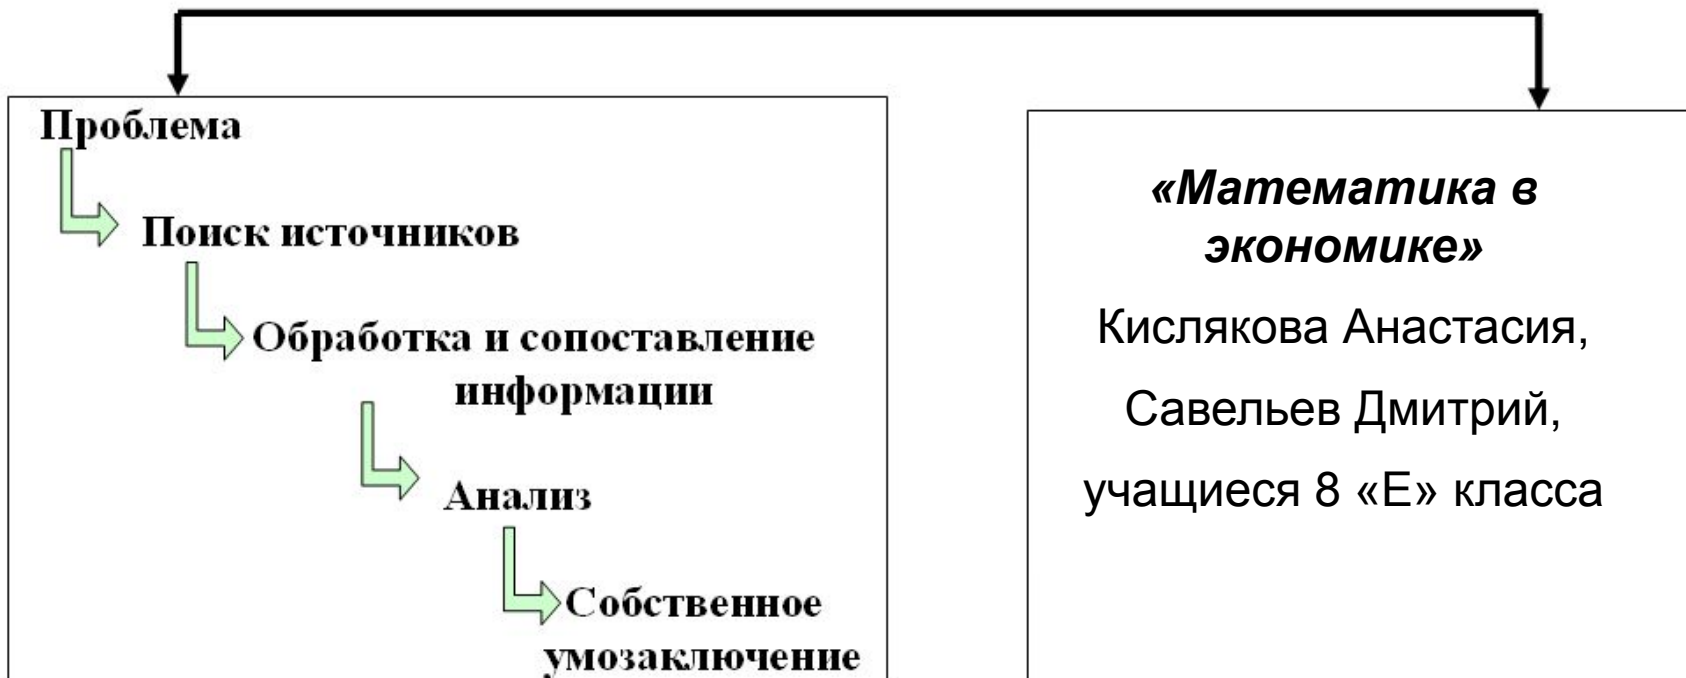 Проблема
Поиск источников
Обработка и сопоставление
информации
Анализ
Собственное
умозаключение
«Математика в
экономике»
Кислякова Анастасия,
Савельев Дмитрий,
учащиеся 8 «Е» класса